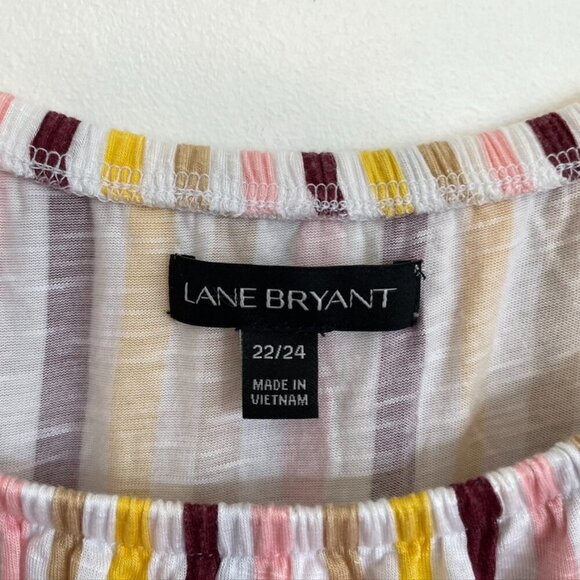 LANE BRYANT
22/24
MADE IN
VIETNAM